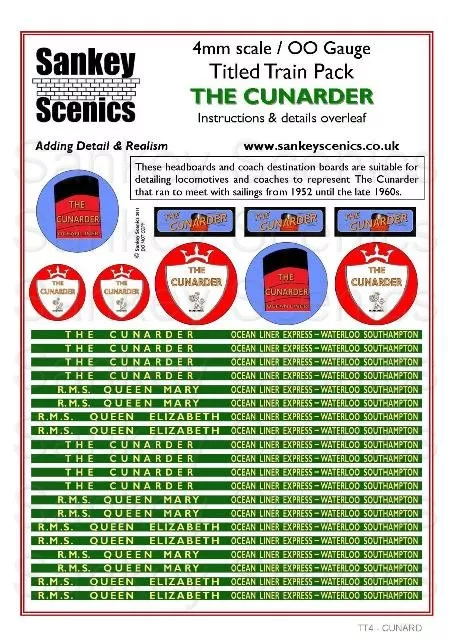 4mm scale / OO Gauge
Sankey
Scenics
Titled Train Pack
THE CUNARDER
Instructions & details overleaf
Adding Detail & Realism
www.sankeyscenics.co.uk
These headboards and coach destination boards are suitable for
detailing locomotives and coaches to represent The Cunarder
that ran to meet with sailings from 1952 until the late 1960s.
THE
CUNARDER
OCEAN LINER
© Sankey Scenics 2011
DO NOT COPY
THE CUNARDER
THE CUNARDER
THE CUNARDER
THE
CUNARDER
THE
CUNARDER
THE
CUNARDER
THE
CUNARDER
OCEAN LINER
THE
CUNARDER
THE CUNARDER OCEAN LINER EXPRESS – WATERLOO SOUTHAMPTON
THE CUNARDER OCEAN LINER EXPRESS – WATERLOO SOUTHAMPTON
THE CUNARDER OCEAN LINER EXPRESS – WATERLOO SOUTHAMPTON
THE CUNARDER OCEAN LINER EXPRESS – WATERLOO SOUTHAMPTON
R.M.S. QUEEN MARY OCEAN LINER EXPRESS – WATERLOO SOUTHAMPTON
R.M.S. QUEEN MARY OCEAN LINER EXPRESS – WATERLOO SOUTHAMPTON
R.M.S. QUEEN ELIZABETH OCEAN LINER EXPRESS – WATERLOO SOUTHAMPTON
R.M.S. QUEEN ELIZABETH OCEAN LINER EXPRESS – WATERLOO SOUTHAMPTON
THE CUNARDER OCEAN LINER EXPRESS – WATERLOO SOUTHAMPTON
THE CUNARDER OCEAN LINER EXPRESS – WATERLOO SOUTHAMPTON
THE CUNARDER OCEAN LINER EXPRESS – WATERLOO SOUTHAMPTON
THE CUNARDER OCEAN LINER EXPRESS – WATERLOO SOUTHAMPTON
R.M.S. QUEEN MARY OCEAN LINER EXPRESS – WATERLOO SOUTHAMPTON
R.M.S. QUEEN MARY OCEAN LINER EXPRESS – WATERLOO SOUTHAMPTON
R.M.S. QUEEN ELIZABETH OCEAN LINER EXPRESS – WATERLOO SOUTHAMPTON
R.M.S. QUEEN ELIZABETH OCEAN LINER EXPRESS – WATERLOO SOUTHAMPTON
R.M.S. QUEEN MARY OCEAN LINER EXPRESS – WATERLOO SOUTHAMPTON
R.M.S. QUEEN MARY OCEAN LINER EXPRESS – WATERLOO SOUTHAMPTON
R.M.S. QUEEN ELIZABETH OCEAN LINER EXPRESS – WATERLOO SOUTHAMPTON
R.M.S. QUEEN ELIZABETH OCEAN LINER EXPRESS – WATERLOO SOUTHAMPTON
TT4 - CUNARD